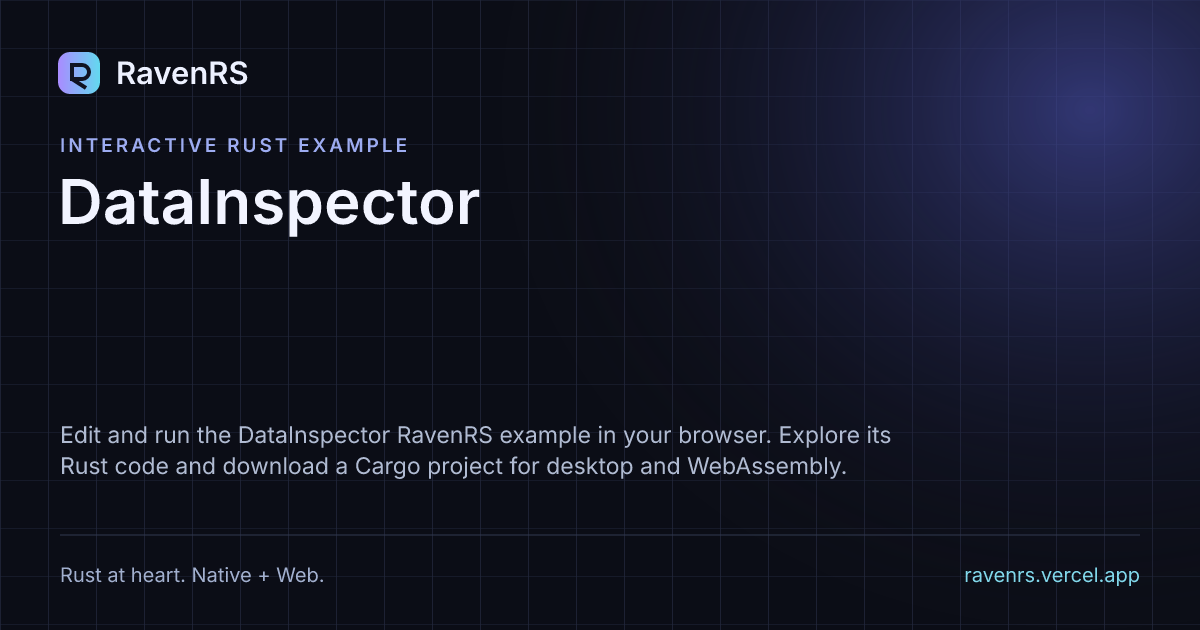 RavenRS
INTERACTIVE RUST EXAMPLE
DataInspector
Edit and run the DataInspector RavenRS example in your browser. Explore its
Rust code and download a Cargo project for desktop and WebAssembly.
Rust at heart. Native + Web.
ravenrs.vercel.app